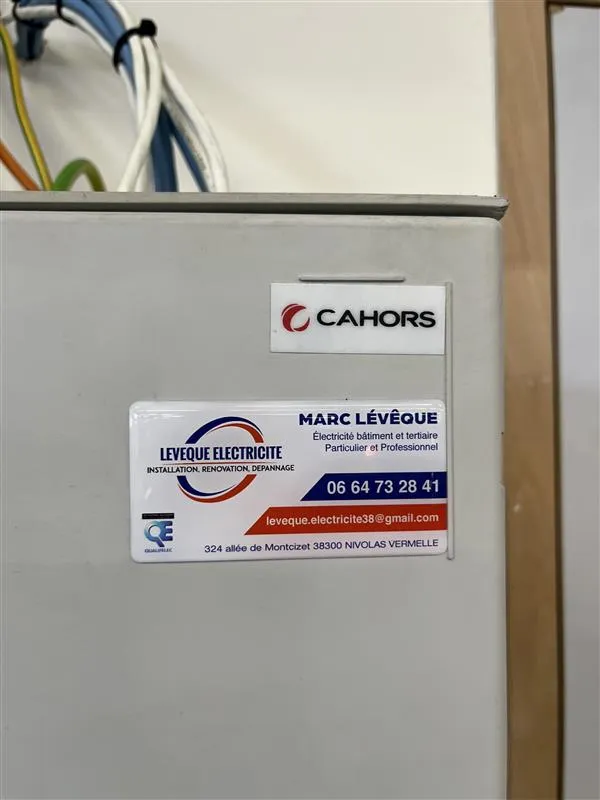 CAHORS
MARC LÉVÊQUE
Électricité bâtiment et tertiaire
Particulier et Professionnel
LEVEQUE ELECTRICITE
INSTALLATION, RENOVATION, DEPANNAGE
06 64 73 28 41
leveque.electricite38@gmail.com
QE
QUALIFELEC
324 allée de Montcizet 38300 NIVOLAS VERMELLE